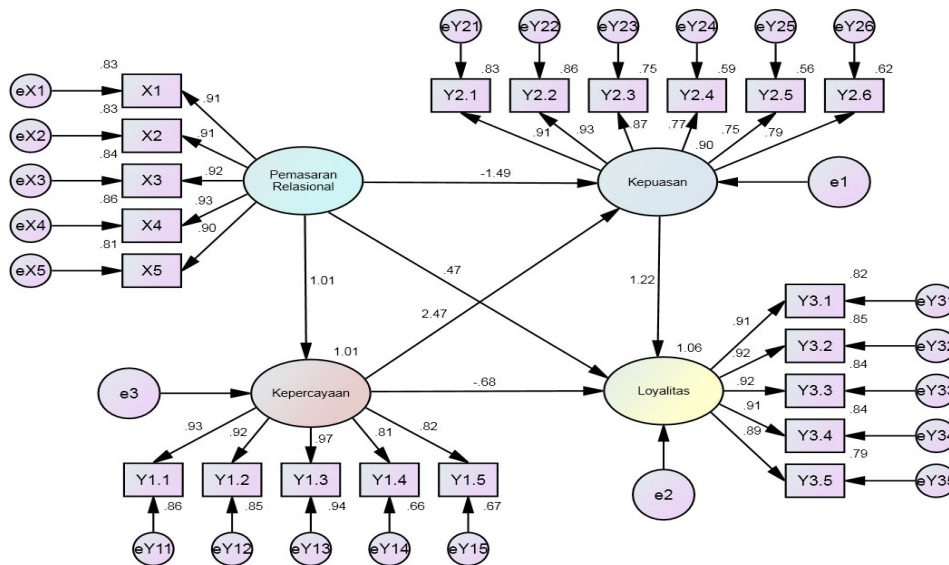 eY21 eY22 eY23 eY24 eY25 eY26
.83 .86 .75 .59 .56 .62
Y2.1 Y2.2 Y2.3 Y2.4 Y2.5 Y2.6
.91 .93 .87 .77 .75 .79
.90
Kepuasan
e1
.83
eX1 X1 .91
.83
eX2 X2 .91
.84
eX3 X3 .92
.86
eX4 X4 .93
.81
eX5 X5 .90
Pemasaran
Relasional
-1.49
1.01
.47
2.47
1.22
-.68
1.01
Kepercayaan
e3
1.06
Loyalitas
e2
.82
.91 Y3.1 eY31
.85
.92 Y3.2 eY32
.84
.92 Y3.3 eY33
.84
.91 Y3.4 eY34
.79
.89 Y3.5 eY35
.93 .92 .97 .81 .82
Y1.1 Y1.2 Y1.3 Y1.4 Y1.5
.86 .85 .94 .66 .67
eY11 eY12 eY13 eY14 eY15